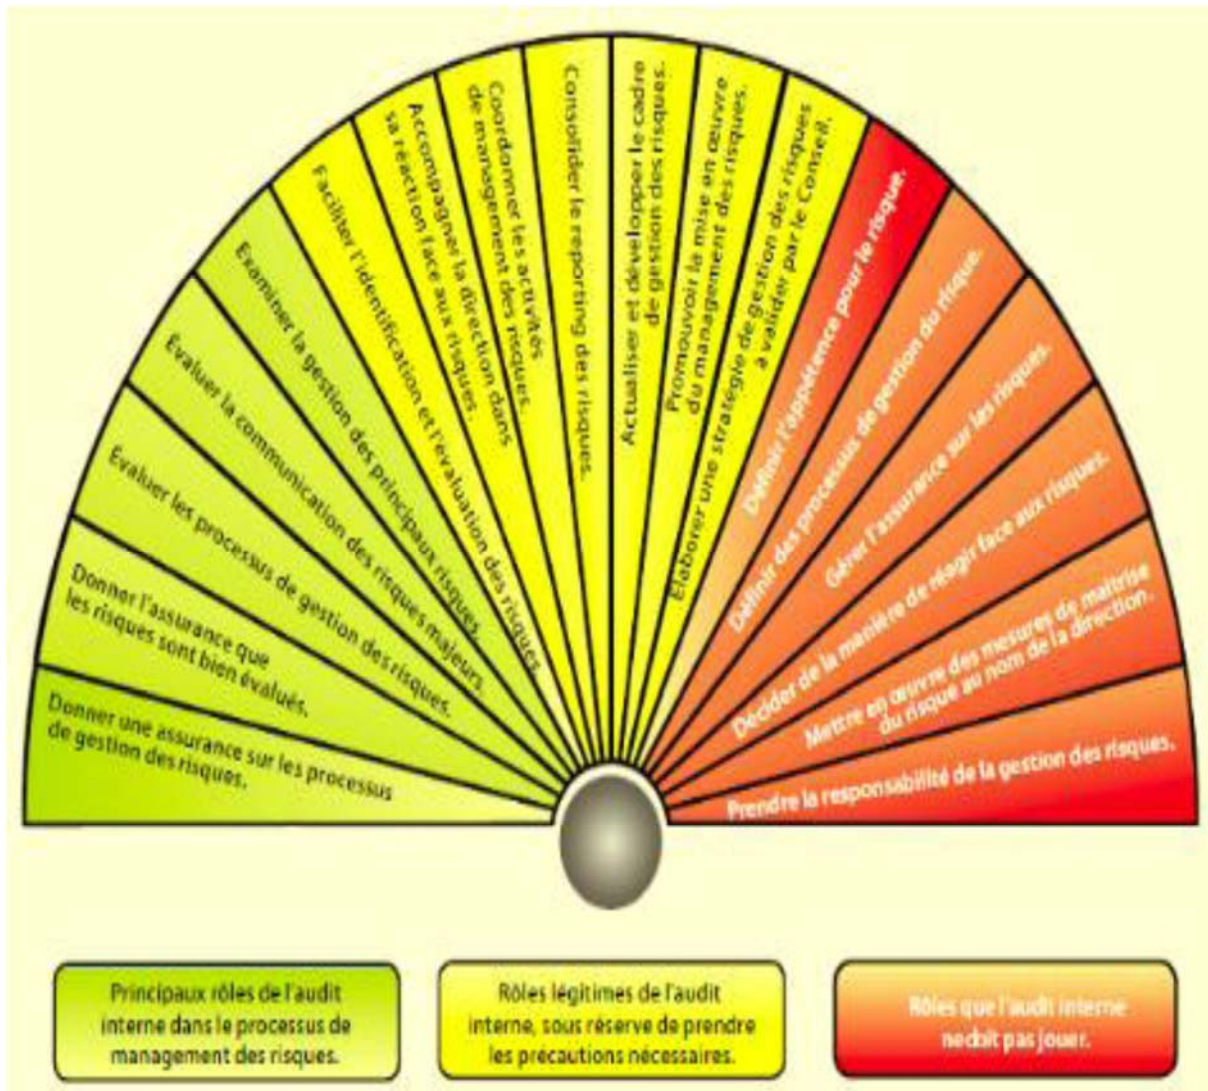 Donner une assurance sur les processus
de gestion des risques.
Donner l'assurance que
les risques sont bien évalués.
Evaluer les processus de gestion des risques.
Evaluer la communication des risques majeurs.
Examiner la gestion des principaux risques.
Faciliter l'identification et l'evaluation des risques.
Accompagner la direction dans
sa réaction face aux risques.
Coordonner les activités
de management des risques.
Consolider le reporting des risques.
Actualiser et développer le cadre
de gestion des risques.
Promouvoir la mise en œuvre
du management des risques.
Elaborer une stratégie de gestion des risques
à valider par le Conseil.
Définir l'appétence pour le risque.
Définir des processus de gestion du risque.
Gérer l'assurance sur les risques.
Décider de la manière de réagir face aux risques.
Mettre en œuvre des mesures de maîtrise
du risque au nom de la direction.
Prendre la responsabilité de la gestion des risques.
Principaux rôles de l'audit
interne dans le processus de
management des risques.
Rôles légitimes de l'audit
interne, sous réserve de prendre
les précautions nécessaires.
Rôles que l'audit interne
nedoit pas jouer.